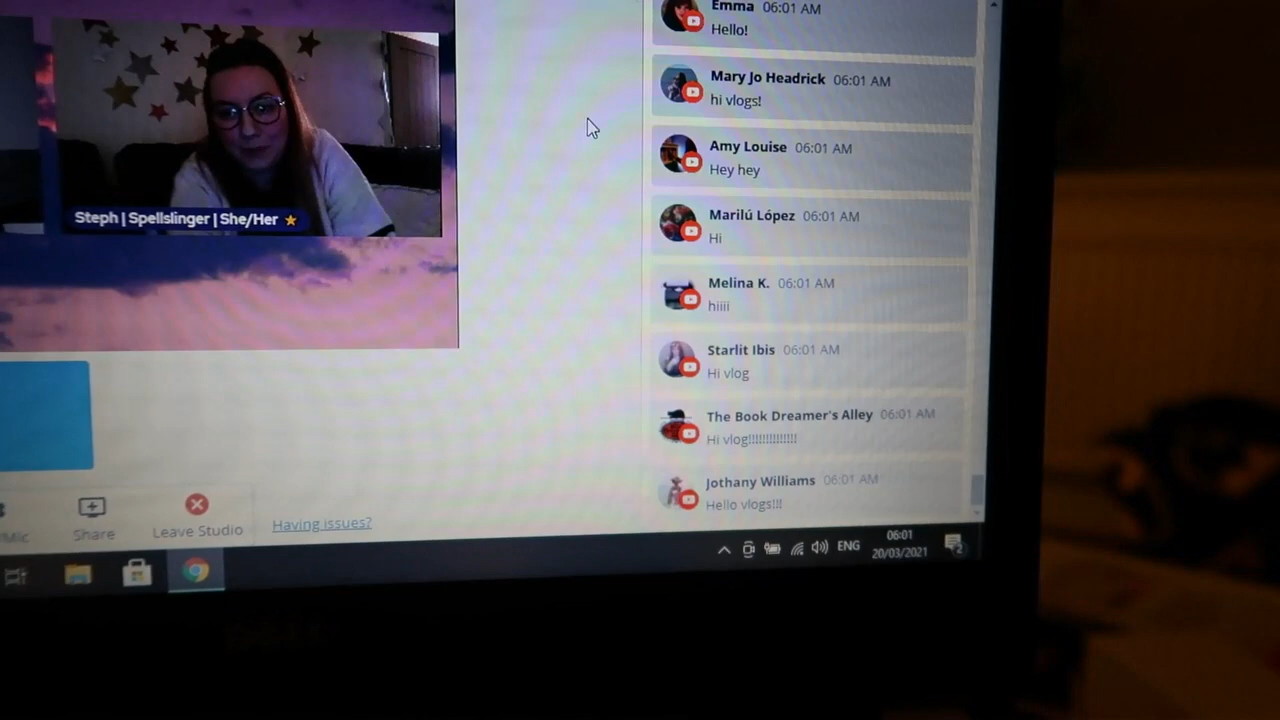 Emma 06:01 AM
Hello!
Mary Jo Headrick 06:01 AM
hi vlogs!
Amy Louise 06:01 AM
Hey hey
Marilú López 06:01 AM
Hi
Melina K. 06:01 AM
hiiii
Starlit Ibis 06:01 AM
Hi vlog
The Book Dreamer's Alley 06:01 AM
Hi vlog!!!!!!!!!!!!!!
Jothany Williams 06:01 AM
Hello vlogs!!!
Steph | Spellslinger | She/Her
/Mic
Share
Leave Studio
Having issues?
ENG
06:01
20/03/2021
2